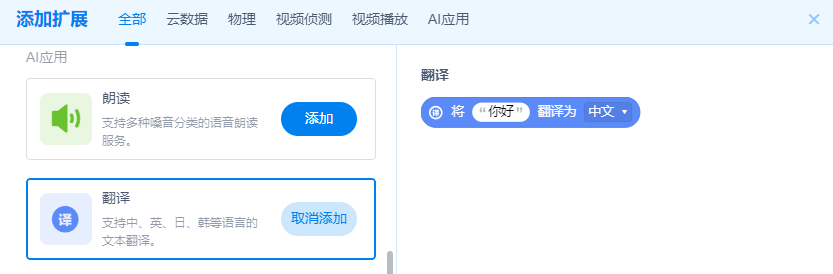 添加扩展 全部 云数据 物理 视频侦测 视频播放 AI应用
AI应用
朗读
支持多种嗓音分类的语音朗读
服务。
添加
译
翻译
支持中、英、日、韩等语言的
文本翻译。
取消添加
翻译
译 将 “你好” 翻译为 中文